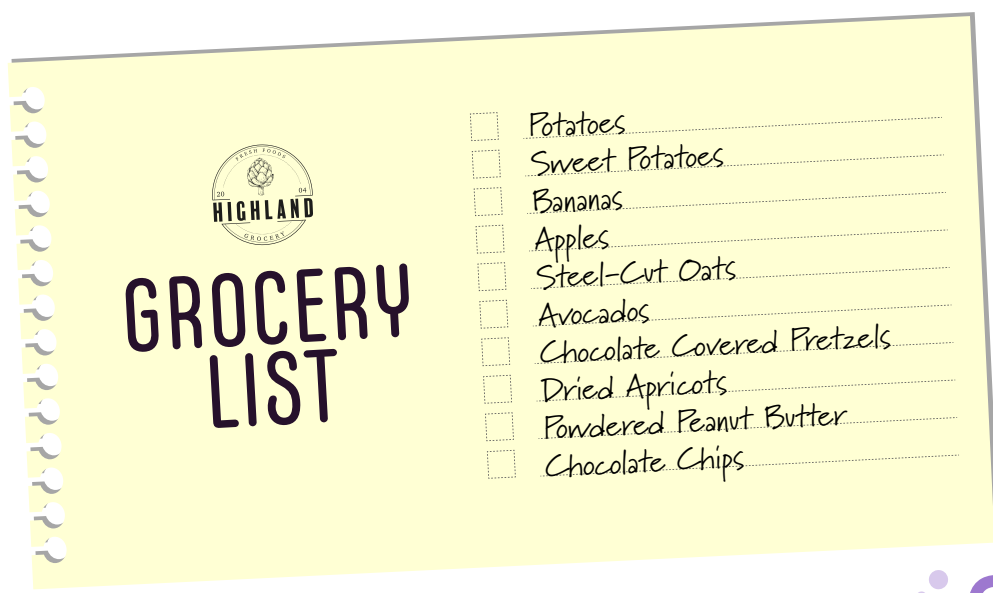 FRESH FOODS
20 04
HIGHLAND
GROCERY
GROCERY
LIST
Potatoes
Sweet Potatoes
Bananas
Apples
Steel-Cut Oats
Avocados
Chocolate Covered Pretzels
Dried Apricots
Powdered Peanut Butter
Chocolate Chips